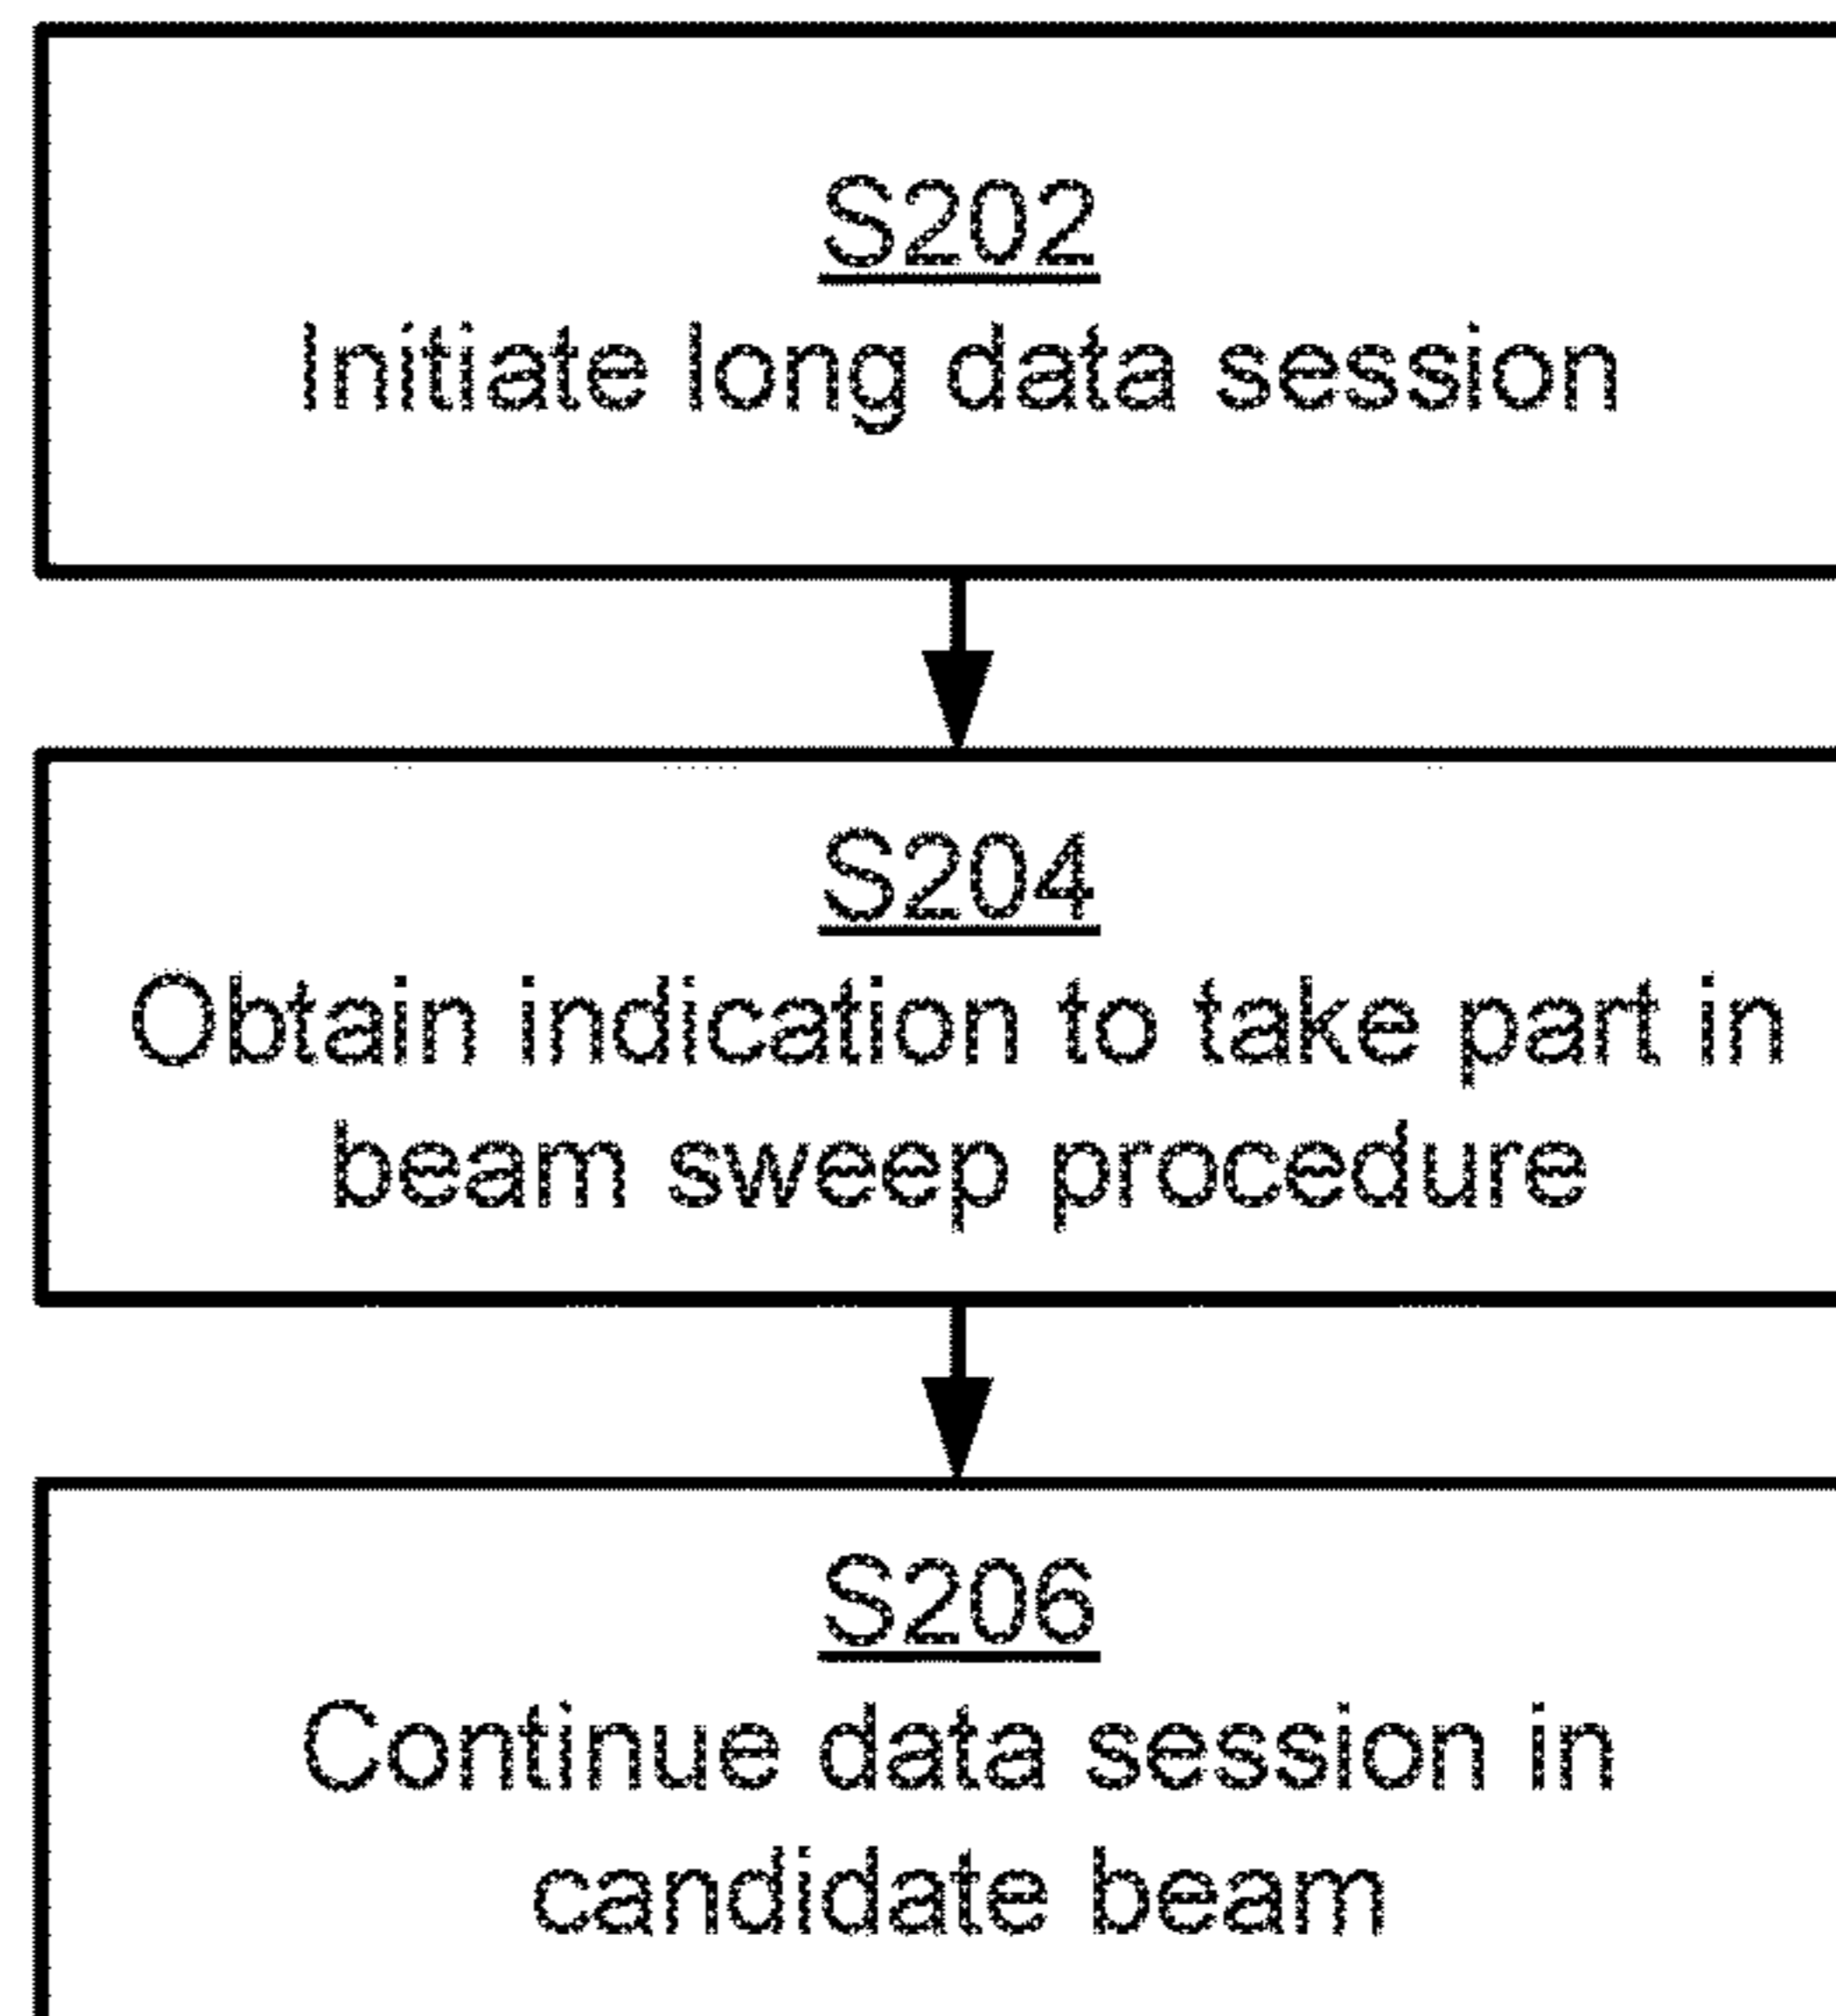 S202
Initiate long data session
S204
Obtain indication to take part in
beam sweep procedure
S206
Continue data session in
candidate beam